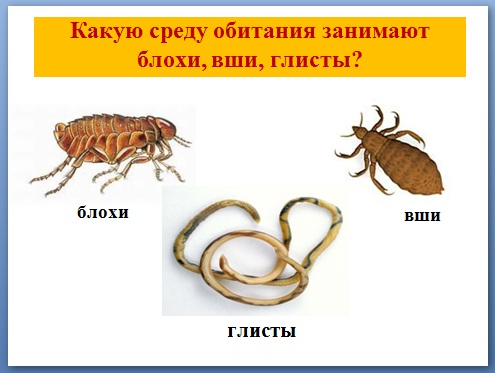 Какую среду обитания занимают
блохи, вши, глисты?
блохи
вши
глисты